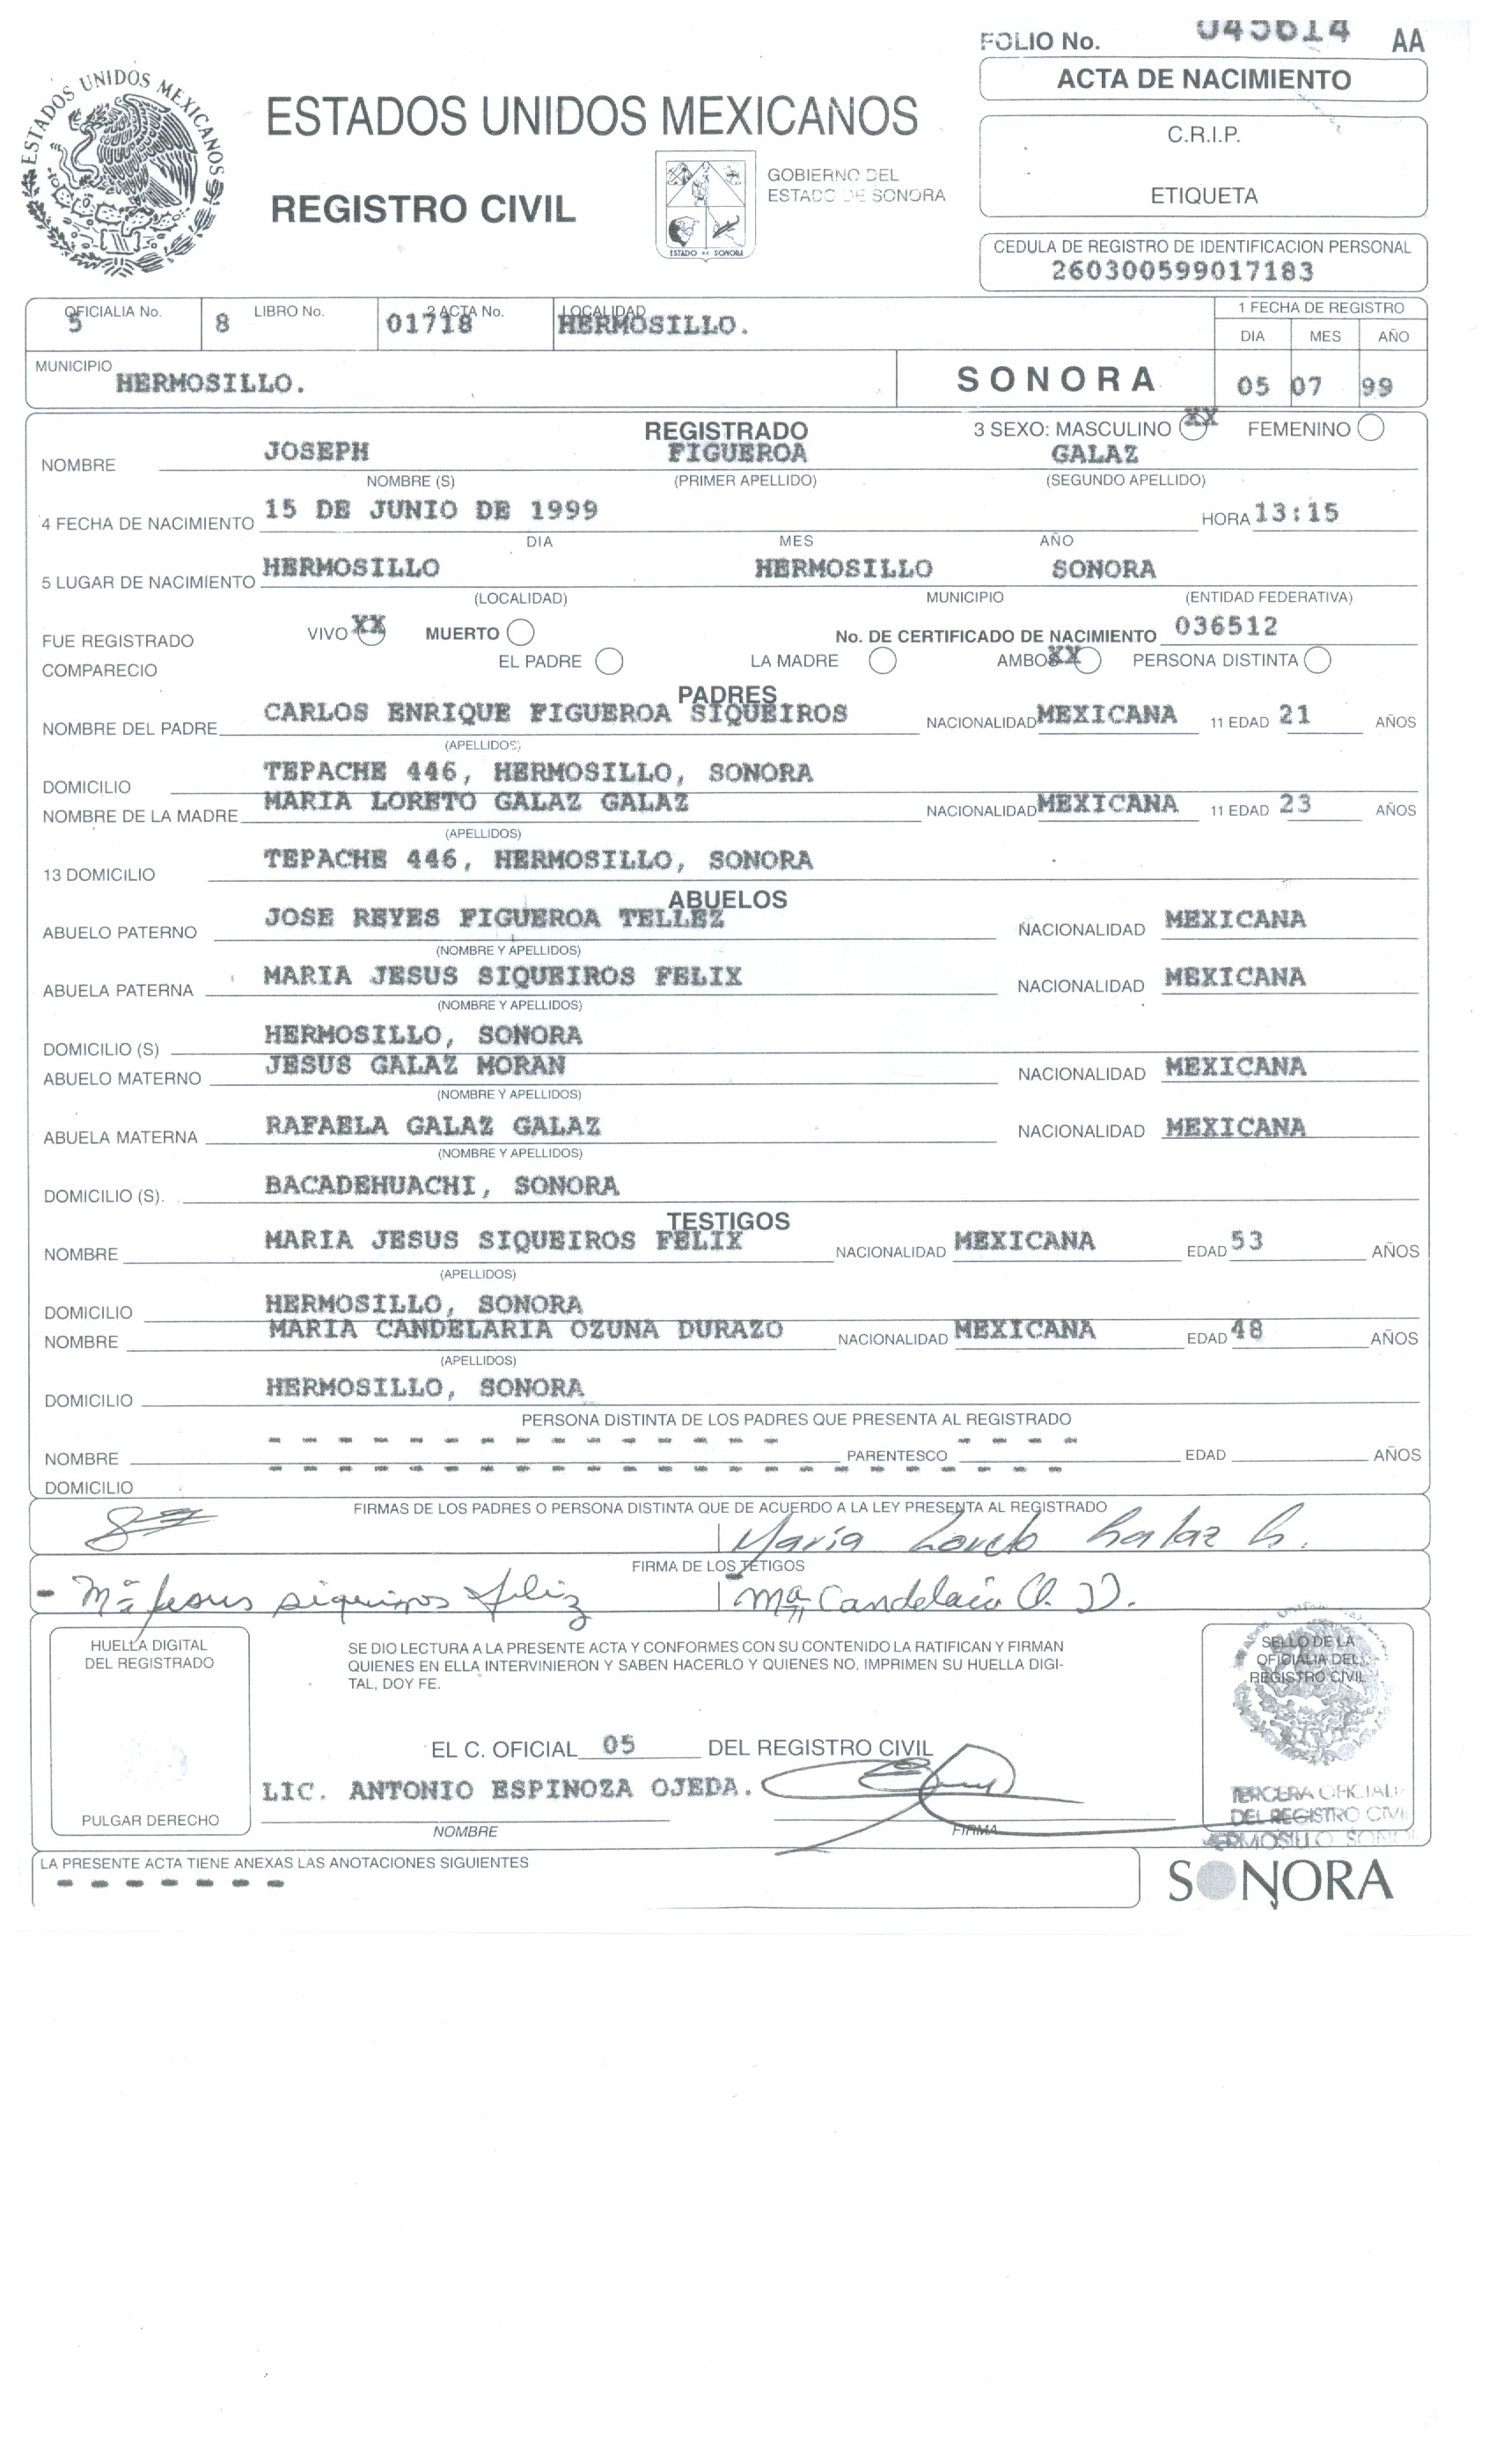 FOLIO No. 045614 AA
ACTA DE NACIMIENTO
ESTADOS UNIDOS MEXICANOS
ESTADOS UNIDOS MEXICANOS
C.R.I.P.
REGISTRO CIVIL
GOBIERNO DEL
ESTADO DE SONORA
ESTADO DE SONORA
ETIQUETA
CEDULA DE REGISTRO DE IDENTIFICACION PERSONAL
260300599017183
OFICIALIA No. 5 LIBRO No. 8 2 ACTA No. 01718 LOCALIDAD HERMOSILLO. 1 FECHA DE REGISTRO
DIA MES AÑO
MUNICIPIO HERMOSILLO. SONORA 05 07 99
REGISTRADO 3 SEXO: MASCULINO XX FEMENINO
NOMBRE JOSEPH FIGUEROA GALAZ
NOMBRE (S) (PRIMER APELLIDO) (SEGUNDO APELLIDO)
4 FECHA DE NACIMIENTO 15 DE JUNIO DE 1999 HORA 13:15
DIA MES AÑO
5 LUGAR DE NACIMIENTO HERMOSILLO HERMOSILLO SONORA
(LOCALIDAD) MUNICIPIO (ENTIDAD FEDERATIVA)
FUE REGISTRADO VIVO XX MUERTO No. DE CERTIFICADO DE NACIMIENTO 036512
COMPARECIO EL PADRE LA MADRE AMBOS XX PERSONA DISTINTA
PADRES
NOMBRE DEL PADRE CARLOS ENRIQUE FIGUEROA SIQUEIROS NACIONALIDAD MEXICANA 11 EDAD 21 AÑOS
(APELLIDOS)
DOMICILIO TEPACHE 446, HERMOSILLO, SONORA
NOMBRE DE LA MADRE MARIA LORETO GALAZ GALAZ NACIONALIDAD MEXICANA 11 EDAD 23 AÑOS
(APELLIDOS)
13 DOMICILIO TEPACHE 446, HERMOSILLO, SONORA
ABUELOS
ABUELO PATERNO JOSE REYES FIGUEROA TELLEZ NACIONALIDAD MEXICANA
(NOMBRE Y APELLIDOS)
ABUELA PATERNA MARIA JESUS SIQUEIROS FELIX NACIONALIDAD MEXICANA
(NOMBRE Y APELLIDOS)
DOMICILIO (S) HERMOSILLO, SONORA
ABUELO MATERNO JESUS GALAZ MORAN NACIONALIDAD MEXICANA
(NOMBRE Y APELLIDOS)
ABUELA MATERNA RAFAELA GALAZ GALAZ NACIONALIDAD MEXICANA
(NOMBRE Y APELLIDOS)
DOMICILIO (S). BACADEHUACHI, SONORA
TESTIGOS
NOMBRE MARIA JESUS SIQUEIROS FELIX NACIONALIDAD MEXICANA EDAD 53 AÑOS
(APELLIDOS)
DOMICILIO HERMOSILLO, SONORA
NOMBRE MARIA CANDELARIA OZUNA DURAZO NACIONALIDAD MEXICANA EDAD 48 AÑOS
(APELLIDOS)
DOMICILIO HERMOSILLO, SONORA
PERSONA DISTINTA DE LOS PADRES QUE PRESENTA AL REGISTRADO
NOMBRE PARENTESCO EDAD AÑOS
DOMICILIO
FIRMAS DE LOS PADRES O PERSONA DISTINTA QUE DE ACUERDO A LA LEY PRESENTA AL REGISTRADO
María Loreto Galaz G.
FIRMA DE LOS TETIGOS
Ma Jesus siqueiros feliz Ma Candelaria O. D.
HUELLA DIGITAL
DEL REGISTRADO
SE DIO LECTURA A LA PRESENTE ACTA Y CONFORMES CON SU CONTENIDO LA RATIFICAN Y FIRMAN
QUIENES EN ELLA INTERVINIERON Y SABEN HACERLO Y QUIENES NO, IMPRIMEN SU HUELLA DIGI-
TAL, DOY FE.
SELLO DE LA
OFICIALIA DEL
REGISTRO CIVIL
EL C. OFICIAL 05 DEL REGISTRO CIVIL
LIC. ANTONIO ESPINOZA OJEDA.
PULGAR DERECHO
NOMBRE FIRMA
TERCERA OFICIALI
DEL REGISTRO CIVI
HERMOSILLO SONO
LA PRESENTE ACTA TIENE ANEXAS LAS ANOTACIONES SIGUIENTES
SONORA